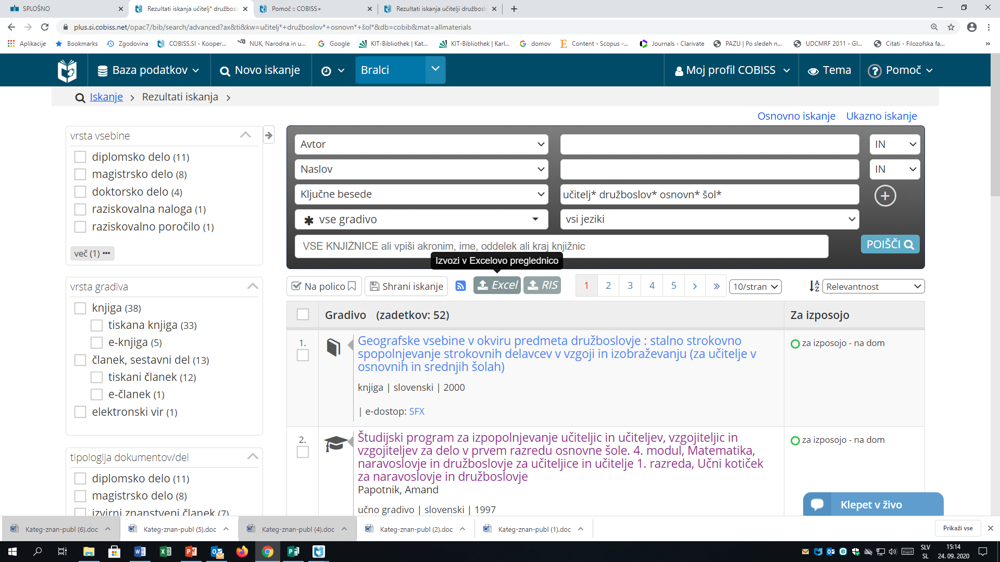 SPLOŠNO
Rezultati iskanja učitelj* družbosl
Pomoč :: COBISS+
Rezultati iskanja učitelji družboslo
plus.si.cobiss.net/opac7/bib/search/advanced?ax&ti&kw=učitelj*+družboslov*+osnovn*+šol*&db=cobib&mat=allmaterials
Aplikacije
Bookmarks
Zgodovina
COBISS.SI - Kooper...
NUK, Narodna in u...
Google
KIT-Bibliothek | Kat...
KIT-Bibliothek | Karl...
domov
Content - Scopus -...
Journals - Clarivate
PAZU | Po sledeh n...
UDCMRF 2011 - Gl...
Citati - Filozofska fa...
Baza podatkov
Novo iskanje
Bralci
Moj profil COBISS
Tema
Pomoč
Iskanje > Rezultati iskanja >
Osnovno iskanje
Ukazno iskanje
vrsta vsebine
diplomsko delo (11)
magistrsko delo (8)
doktorsko delo (4)
raziskovalna naloga (1)
raziskovalno poročilo (1)
več (1) •••
vrsta gradiva
knjiga (38)
tiskana knjiga (33)
e-knjiga (5)
članek, sestavni del (13)
tiskani članek (12)
e-članek (1)
elektronski vir (1)
tipologija dokumentov/del
diplomsko delo (11)
magistrsko delo (8)
izvirni znanstveni članek (7)
Avtor
IN
Naslov
IN
Ključne besede
učitelj* družboslov* osnovn* šol*
vse gradivo
vsi jeziki
VSE KNJIŽNICE ali vpiši akronim, ime, oddelek ali kraj knjižnic
POIŠČI
Izvozi v Excelovo preglednico
Na polico
Shrani iskanje
Excel
RIS
1 2 3 4 5 › »
10/stran
Relevantnost
Gradivo (zadetkov: 52)
Za izposojo
1.
Geografske vsebine v okviru predmeta družboslovje : stalno strokovno
spopolnjevanje strokovnih delavcev v vzgoji in izobraževanju (za učitelje v
osnovnih in srednjih šolah)
knjiga | slovenski | 2000
| e-dostop: SFX
za izposojo - na dom
2.
Študijski program za izpopolnjevanje učiteljic in učiteljev, vzgojiteljic in
vzgojiteljev za delo v prvem razredu osnovne šole. 4. modul, Matematika,
naravoslovje in družboslovje za učiteljice in učitelje 1. razreda, Učni kotiček
za naravoslovje in družboslovje
Papotnik, Amand
učno gradivo | slovenski | 1997
za izposojo - na dom
Klepet v živo
Kateg-znan-publ (6).doc
Kateg-znan-publ (5).doc
Kateg-znan-publ (4).doc
Kateg-znan-publ (2).doc
Kateg-znan-publ (1).doc
Prikaži vse
SLV
SL
15:14
24. 09. 2020